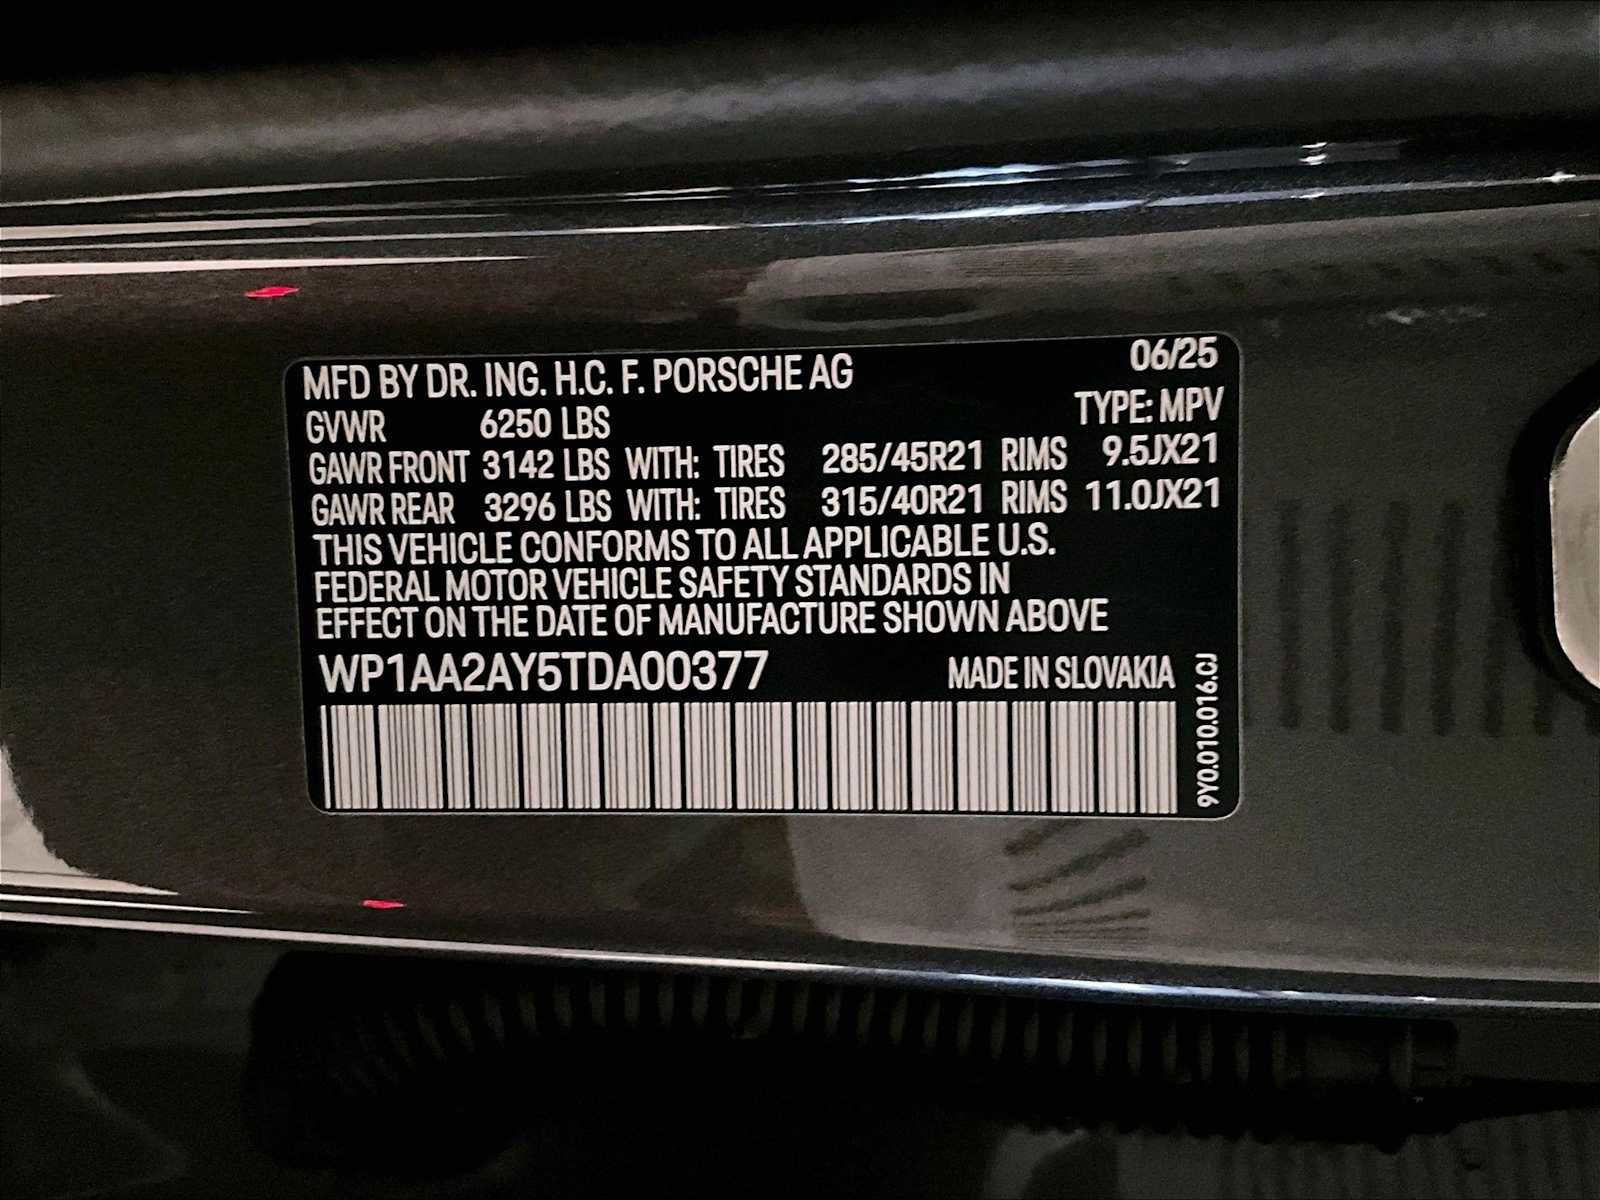 MFD BY DR. ING. H.C. F. PORSCHE AG 06/25
GVWR 6250 LBS TYPE: MPV
GAWR FRONT 3142 LBS WITH: TIRES 285/45R21 RIMS 9.5JX21
GAWR REAR 3296 LBS WITH: TIRES 315/40R21 RIMS 11.0JX21
THIS VEHICLE CONFORMS TO ALL APPLICABLE U.S.
FEDERAL MOTOR VEHICLE SAFETY STANDARDS IN
EFFECT ON THE DATE OF MANUFACTURE SHOWN ABOVE
WP1AA2AY5TDA00377 MADE IN SLOVAKIA
9Y0.010.016.CJ